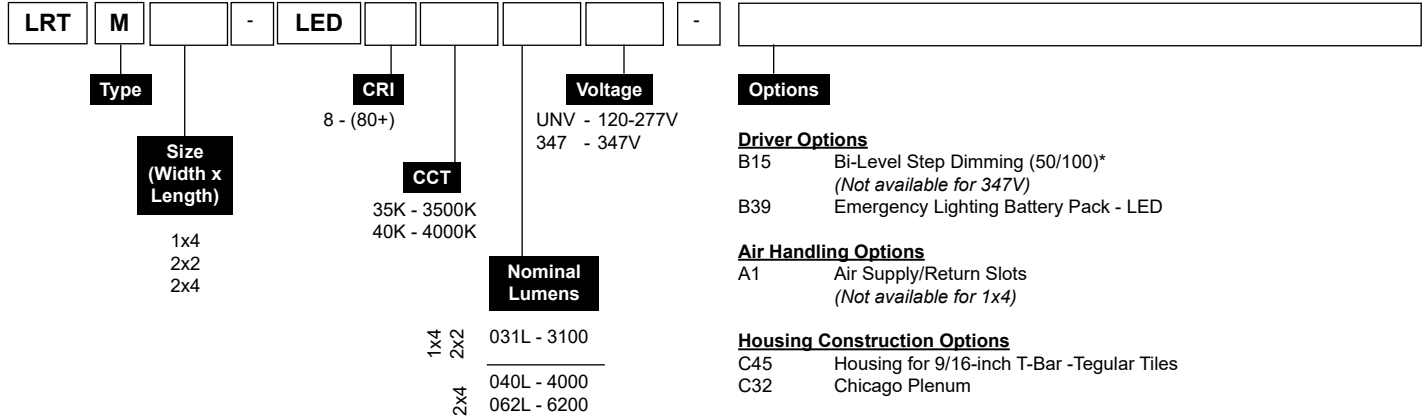 LRT M - LED -
Type
Size
(Width x
Length)
1x4
2x2
2x4
CRI
8 - (80+)
CCT
35K - 3500K
40K - 4000K
Nominal
Lumens
1x4
2x2
031L - 3100
2x4
040L - 4000
062L - 6200
Voltage
UNV - 120-277V
347 - 347V
Options
Driver Options
B15 Bi-Level Step Dimming (50/100)*
(Not available for 347V)
B39 Emergency Lighting Battery Pack - LED
Air Handling Options
A1 Air Supply/Return Slots
(Not available for 1x4)
Housing Construction Options
C45 Housing for 9/16-inch T-Bar -Tegular Tiles
C32 Chicago Plenum